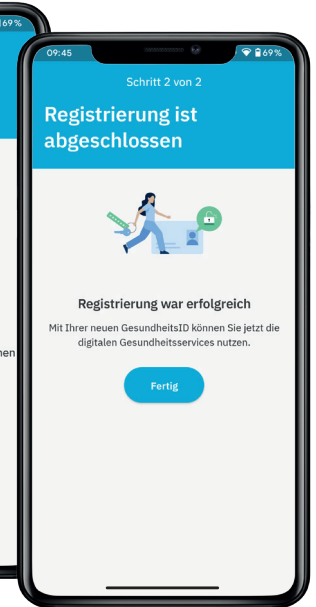 69%
09:45
69%
Schritt 2 von 2
Registrierung ist
abgeschlossen
Registrierung war erfolgreich
Mit Ihrer neuen GesundheitsID können Sie jetzt die
digitalen Gesundheitsservices nutzen.
Fertig